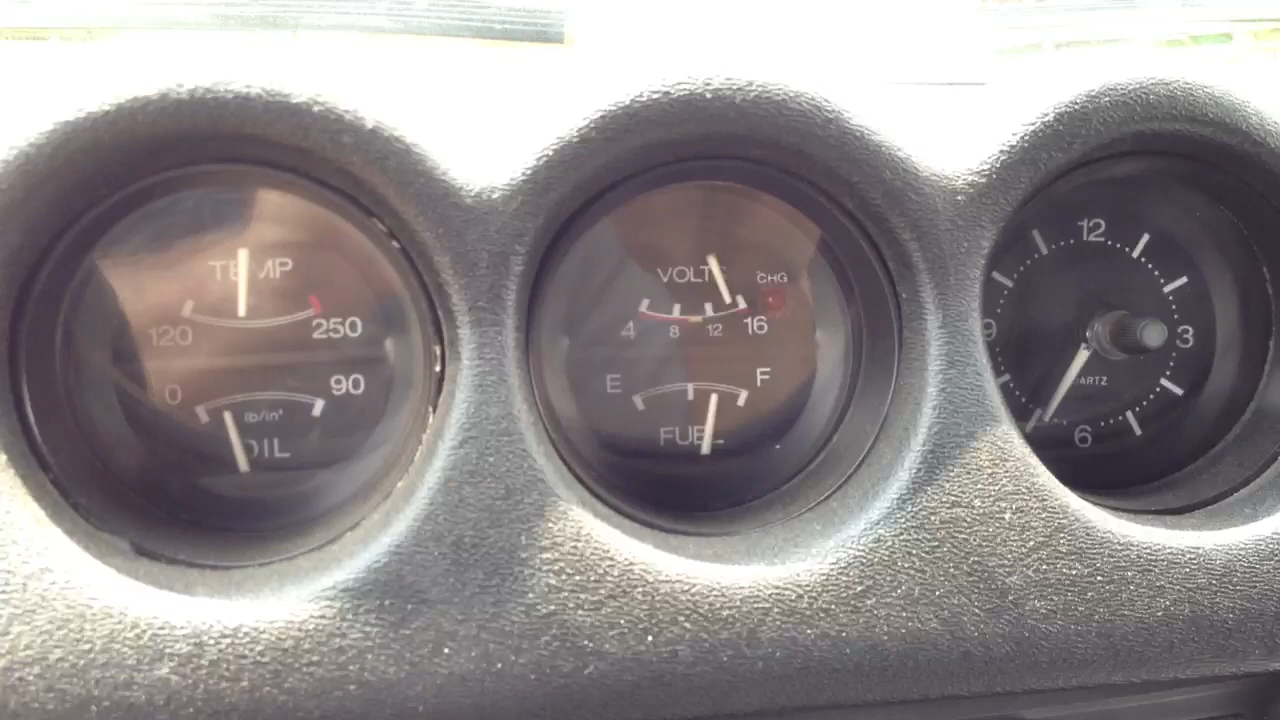 TEMP
120 250
0 90
lb/in²
OIL
VOLTS
CHG
4 8 12 16
E F
FUEL
12
9 3
QUARTZ
6